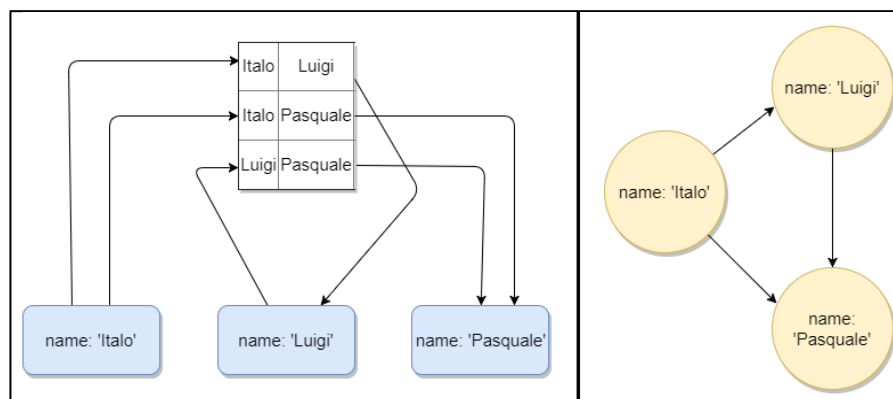 Italo Luigi
Italo Pasquale
Luigi Pasquale
name: 'Italo'
name: 'Luigi'
name: 'Pasquale'
name: 'Luigi'
name: 'Italo'
name:
'Pasquale'